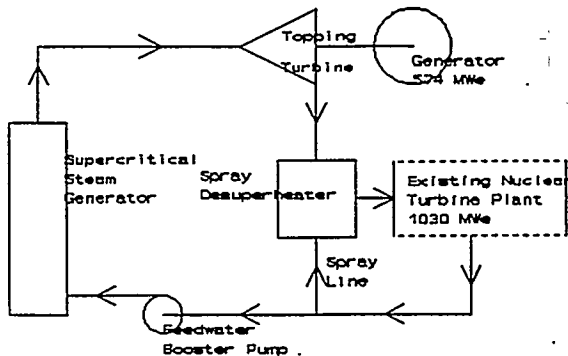 Topping
Turbine
Generator
574 MWe
Supercritical
Steam
Generator
Spray
Desuperheater
Existing Nuclear
Turbine Plant
1030 MWe
Spray
Line
Feedwater
Booster Pump